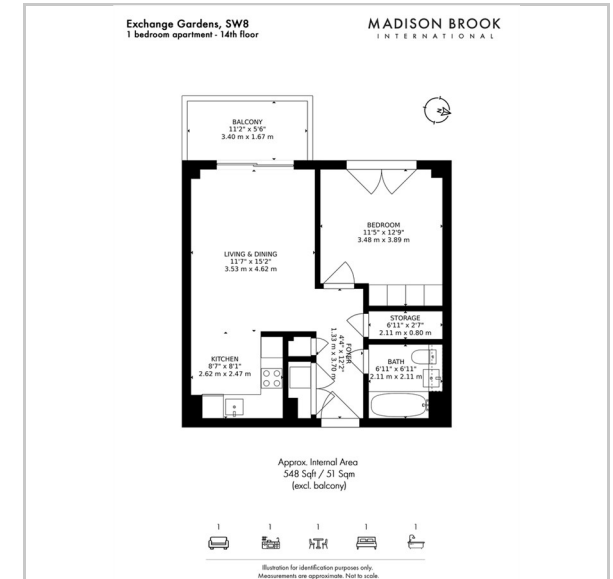 Exchange Gardens, SW8
1 bedroom apartment - 14th floor
MADISON BROOK
INTERNATIONAL
BALCONY
11'2" x 5'6"
3.40 m x 1.67 m
BEDROOM
11'5" x 12'9"
3.48 m x 3.89 m
LIVING & DINING
11'7" x 15'2"
3.53 m x 4.62 m
STORAGE
6'11" x 2'7"
2.11 m x 0.80 m
FOYER
4'4" x 12'2"
1.33 m x 3.70 m
KITCHEN
8'7" x 8'1"
2.62 m x 2.47 m
BATH
6'11" x 6'11"
2.11 m x 2.11 m
Approx. Internal Area
548 Sqft / 51 Sqm
(excl. balcony)
1 1 1 1 1
Illustration for identification purposes only.
Measurements are approximate. Not to scale.